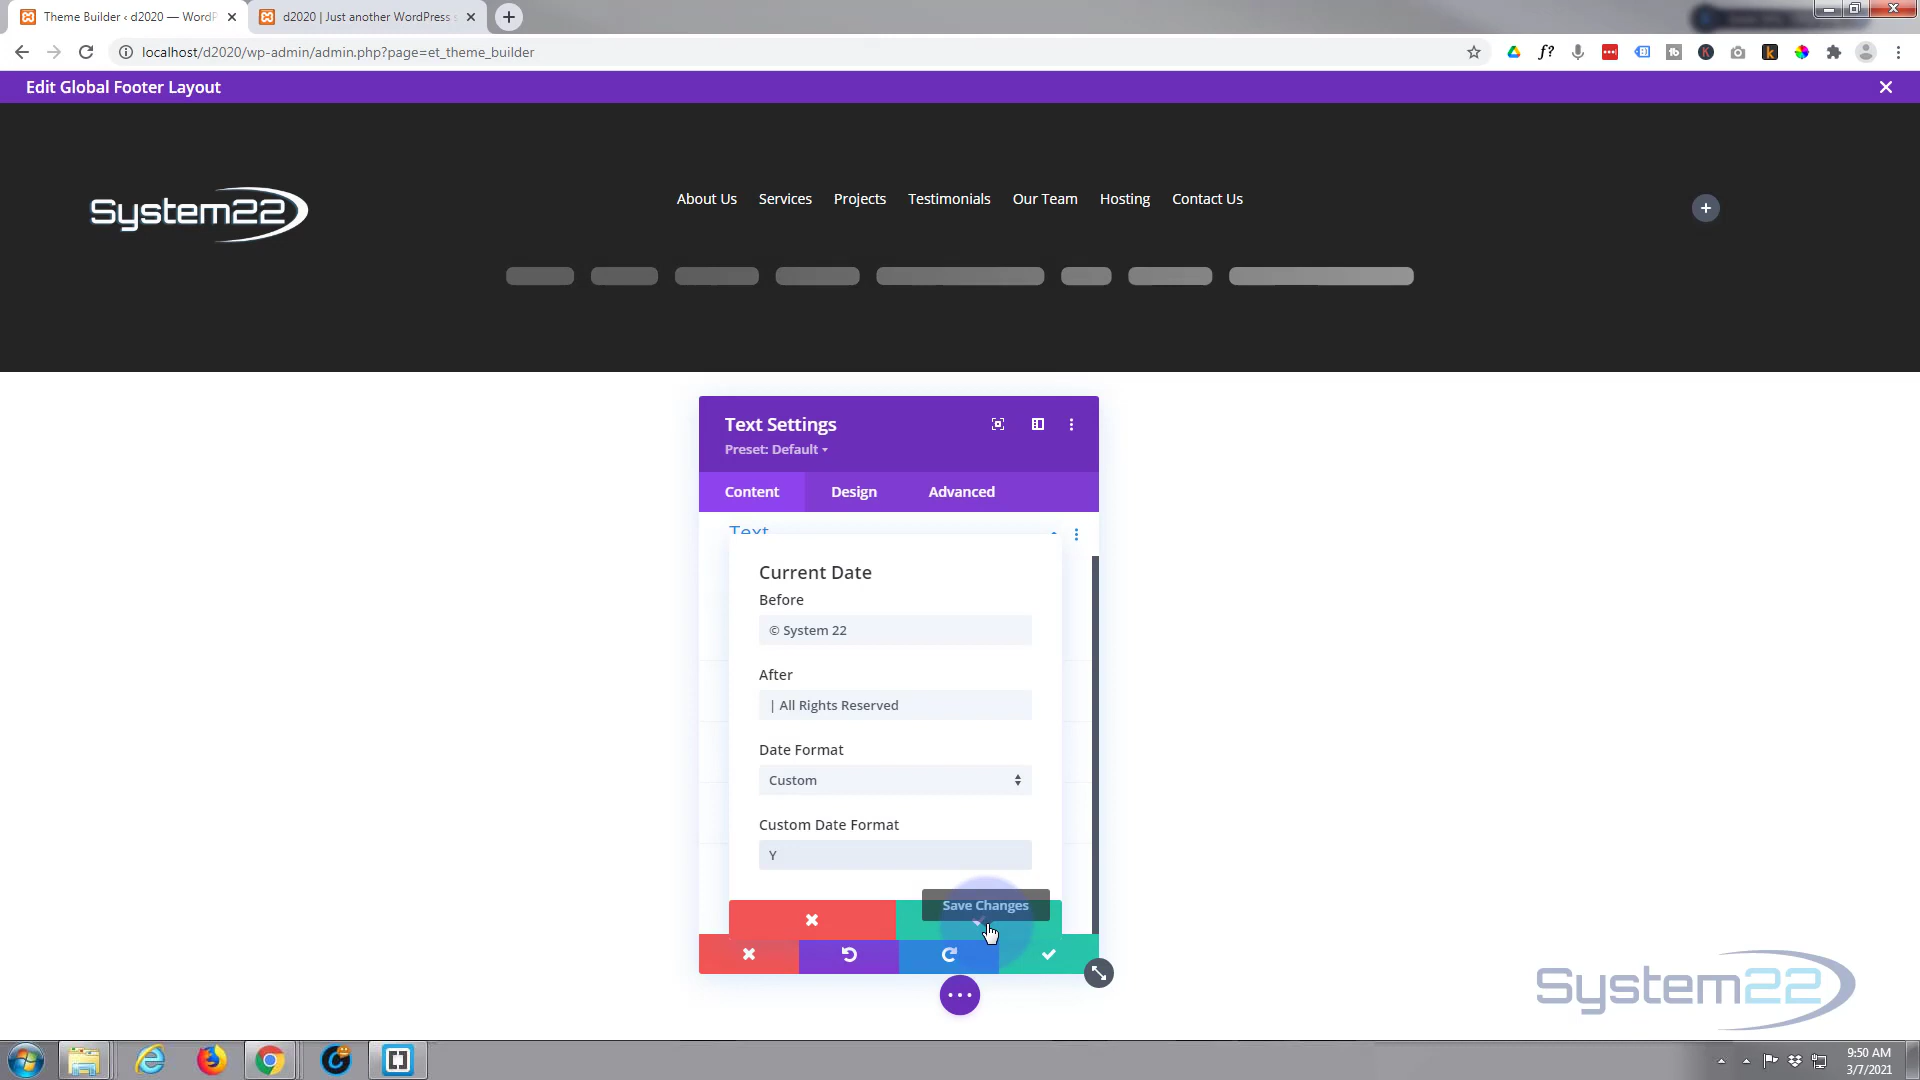 Theme Builder ‹ d2020 — WordP
d2020 | Just another WordPress s
localhost/d2020/wp-admin/admin.php?page=et_theme_builder
Edit Global Footer Layout
System22
About Us Services Projects Testimonials Our Team Hosting Contact Us
Text Settings
Preset: Default
Content Design Advanced
Text
Current Date
Before
© System 22
After
| All Rights Reserved
Date Format
Custom
Custom Date Format
Y
Save Changes
System22
9:50 AM
3/7/2021